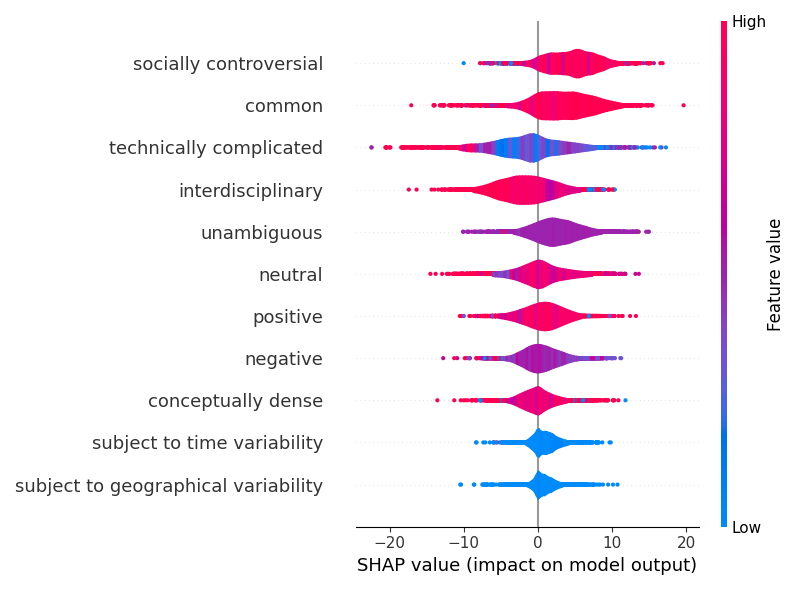 High
socially controversial
common
technically complicated
interdisciplinary
unambiguous
neutral
positive
negative
conceptually dense
subject to time variability
subject to geographical variability
Feature value
Low
−20 −10 0 10 20
SHAP value (impact on model output)